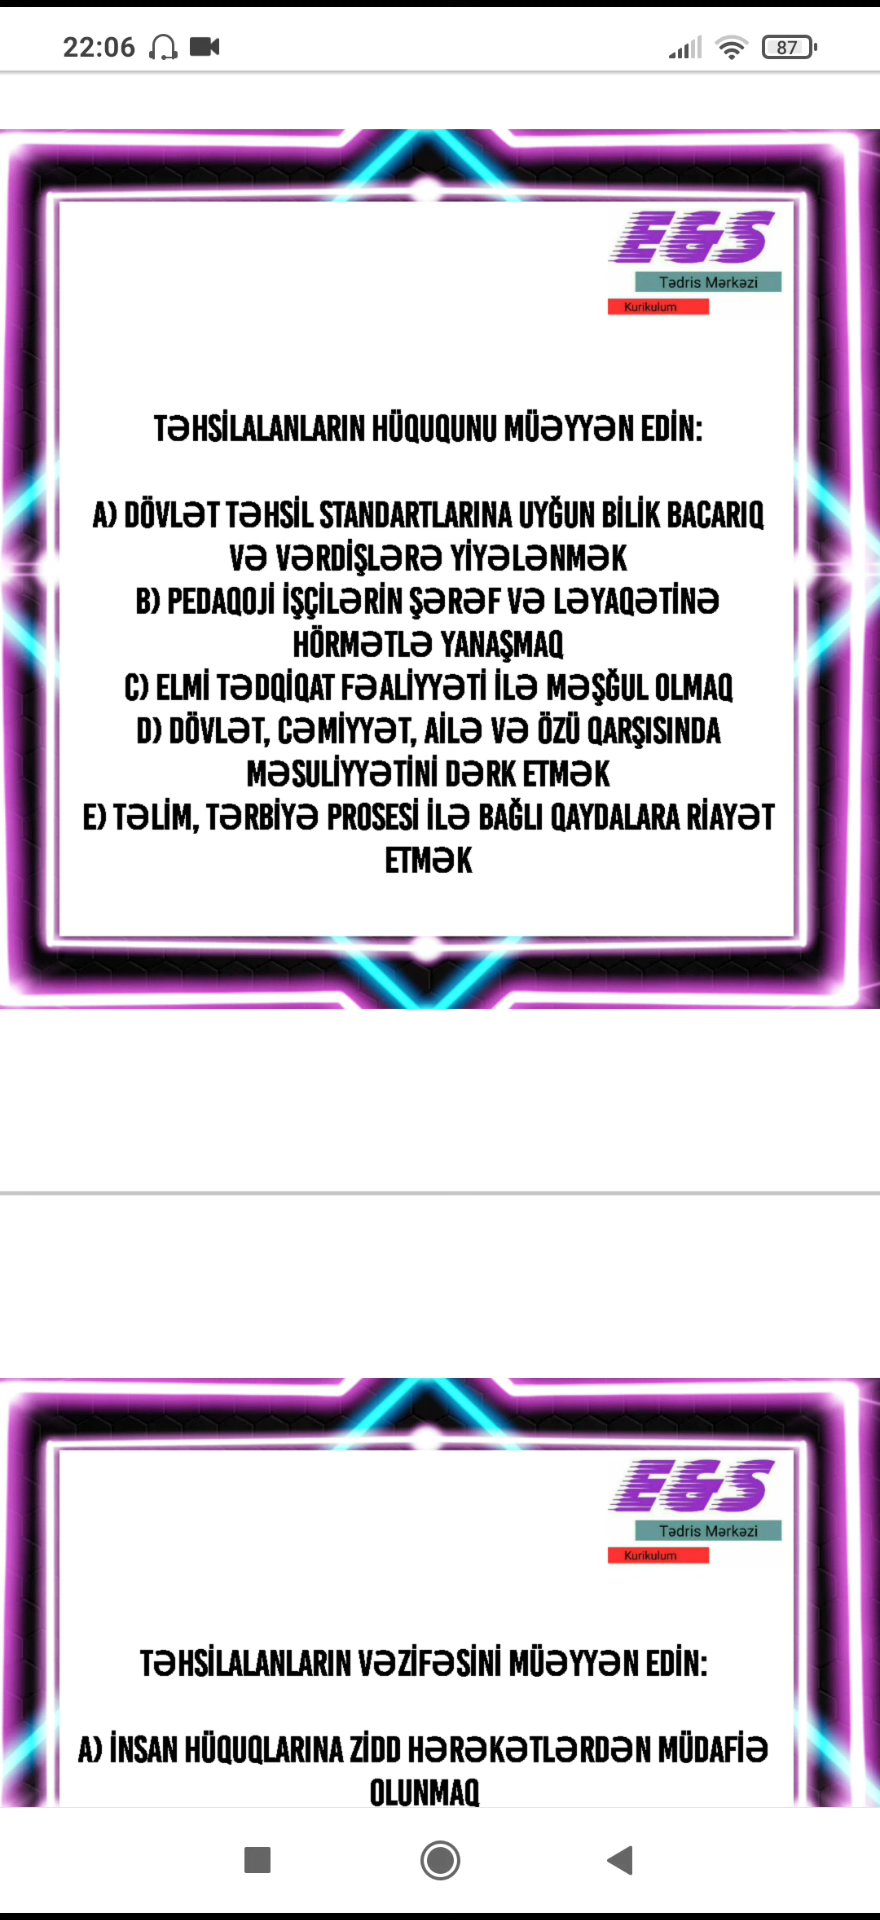 22:06
87
EGS
Tədris Mərkəzi
Kurikulum
TƏHSİLALANLARIN HÜQUQUNU MÜƏYYƏN EDİN:
A) DÖVLƏT TƏHSİL STANDARTLARINA UYĞUN BİLİK BACARIQ
VƏ VƏRDİŞLƏRƏ YİYƏLƏNMƏK
B) PEDAQOJİ İŞÇİLƏRİN ŞƏRƏF VƏ LƏYAQƏTİNƏ
HÖRMƏTLƏ YANAŞMAQ
C) ELMİ TƏDQİQAT FƏALİYYƏTİ İLƏ MƏŞĞUL OLMAQ
D) DÖVLƏT, CƏMİYYƏT, AİLƏ VƏ ÖZÜ QARŞISINDA
MƏSULİYYƏTİNİ DƏRK ETMƏK
E) TƏLİM, TƏRBİYƏ PROSESİ İLƏ BAĞLI QAYDALARA RİAYƏT
ETMƏK
EGS
Tədris Mərkəzi
Kurikulum
TƏHSİLALANLARIN VƏZİFƏSİNİ MÜƏYYƏN EDİN:
A) İNSAN HÜQUQLARINA ZİDD HƏRƏKƏTLƏRDƏN MÜDAFİƏ
OLUNMAQ